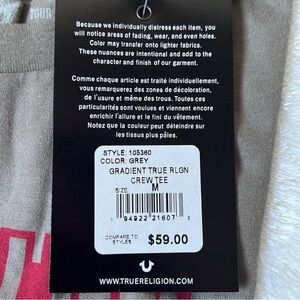 Because we individually distress each item, you
will notice areas of fading, wear, and even holes.
Color may transfer onto lighter fabrics.
These nuances are intentional and add to the
character and finish of our garment.
Comme chaque article est traité individuellement,
vous remarquerez des zones de décoloration,
de l'usure et même des trous. Toutes ces
particularités sont voulues et viennent encore
enrichir l'allure et le fini du vêtement.
Notez que la couleur peut déteindre sur
les tissus plus pâles.
STYLE: 105360
COLOR: GREY
GRADIENT TRUE RLGN
CREW TEE
SIZE M
1 94922 21607 3
COMPARE TO
STYLES $59.00
WWW.TRUERELIGION.COM